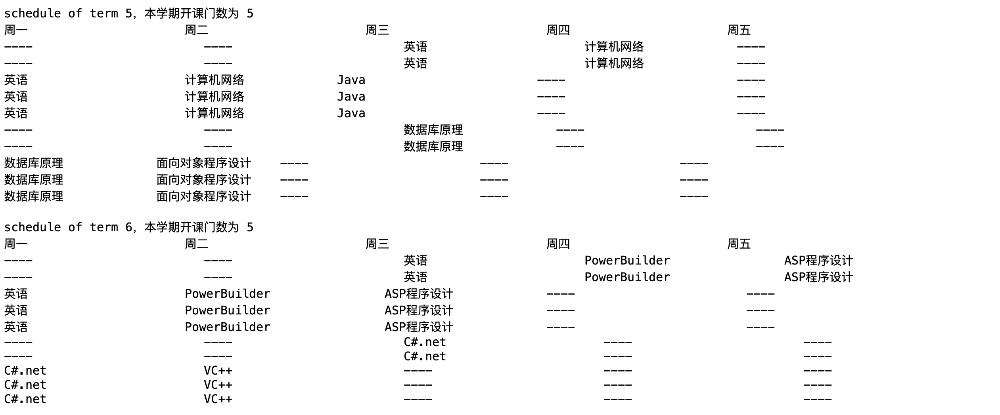 schedule of term 5，本学期开课门数为 5
周一 周二 周三 周四 周五
---- ---- 英语 计算机网络 ----
---- ---- 英语 计算机网络 ----
英语 计算机网络 Java ---- ----
英语 计算机网络 Java ---- ----
英语 计算机网络 Java ---- ----
---- ---- 数据库原理 ---- ----
---- ---- 数据库原理 ---- ----
数据库原理 面向对象程序设计 ---- ---- ----
数据库原理 面向对象程序设计 ---- ---- ----
数据库原理 面向对象程序设计 ---- ---- ----
schedule of term 6，本学期开课门数为 5
周一 周二 周三 周四 周五
---- ---- 英语 PowerBuilder ASP程序设计
---- ---- 英语 PowerBuilder ASP程序设计
英语 PowerBuilder ASP程序设计 ---- ----
英语 PowerBuilder ASP程序设计 ---- ----
英语 PowerBuilder ASP程序设计 ---- ----
---- ---- C#.net ---- ----
---- ---- C#.net ---- ----
C#.net VC++ ---- ---- ----
C#.net VC++ ---- ---- ----
C#.net VC++ ---- ---- ----